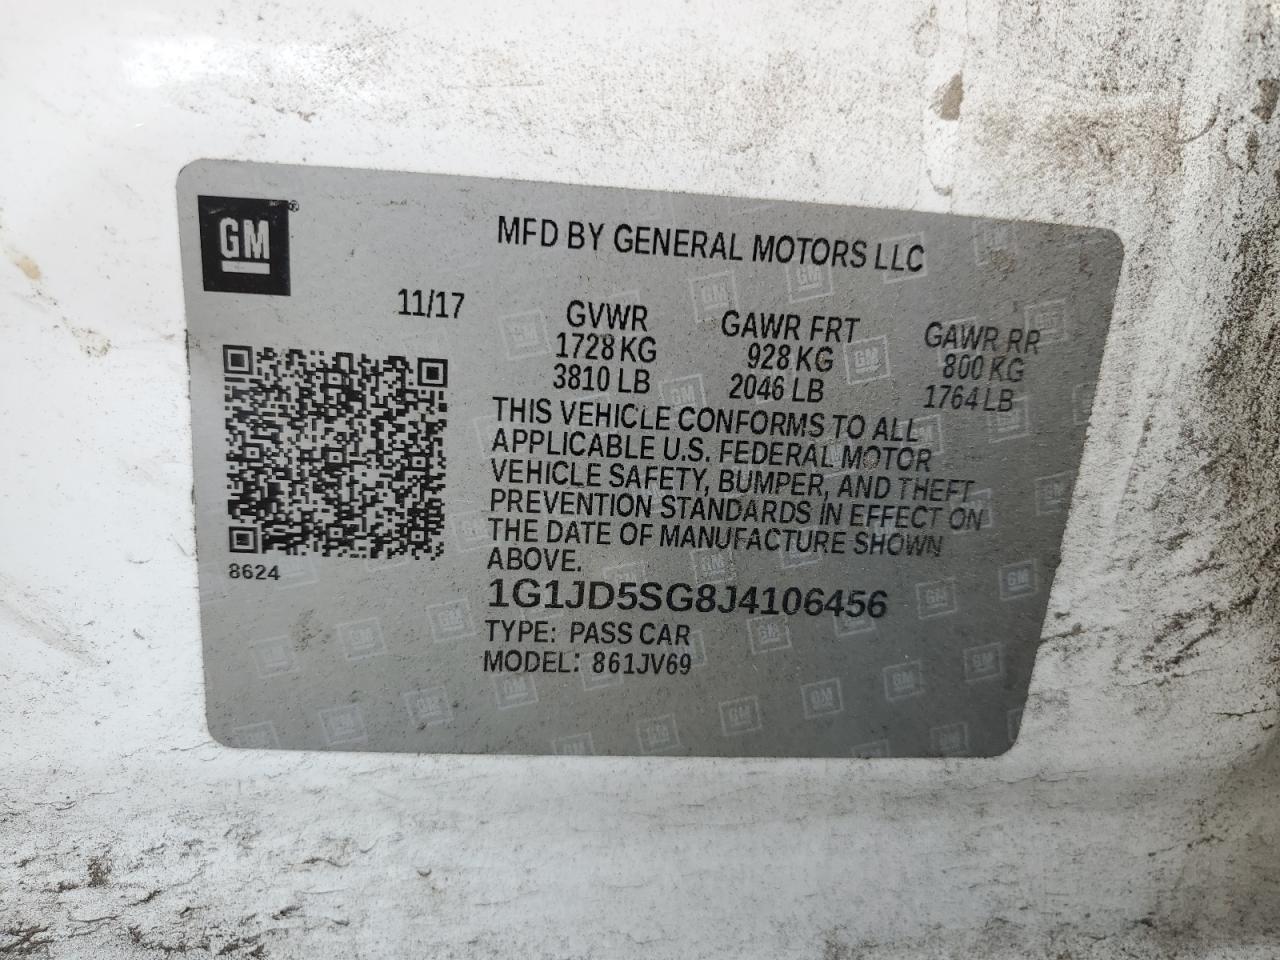 GM®
MFD BY GENERAL MOTORS LLC
11/17
GVWR GAWR FRT GAWR RR
1728 KG 928 KG 800 KG
3810 LB 2046 LB 1764 LB
THIS VEHICLE CONFORMS TO ALL
APPLICABLE U.S. FEDERAL MOTOR
VEHICLE SAFETY, BUMPER, AND THEFT
PREVENTION STANDARDS IN EFFECT ON
THE DATE OF MANUFACTURE SHOWN
ABOVE.
8624
1G1JD5SG8J4106456
TYPE: PASS CAR
MODEL: 861JV69